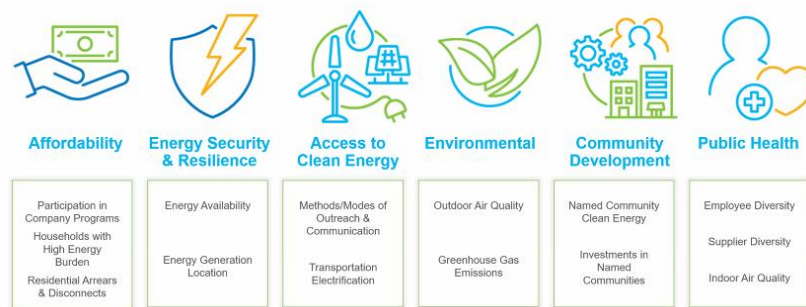 Affordability
Energy Security
& Resilience
Access to
Clean Energy
Environmental
Community
Development
Public Health
Participation in
Company Programs
Households with
High Energy
Burden
Residential Arrears
& Disconnects
Energy Availability
Energy Generation
Location
Methods/Modes of
Outreach &
Communication
Transportation
Electrification
Outdoor Air Quality
Greenhouse Gas
Emissions
Named Community
Clean Energy
Investments in
Named
Communities
Employee Diversity
Supplier Diversity
Indoor Air Quality